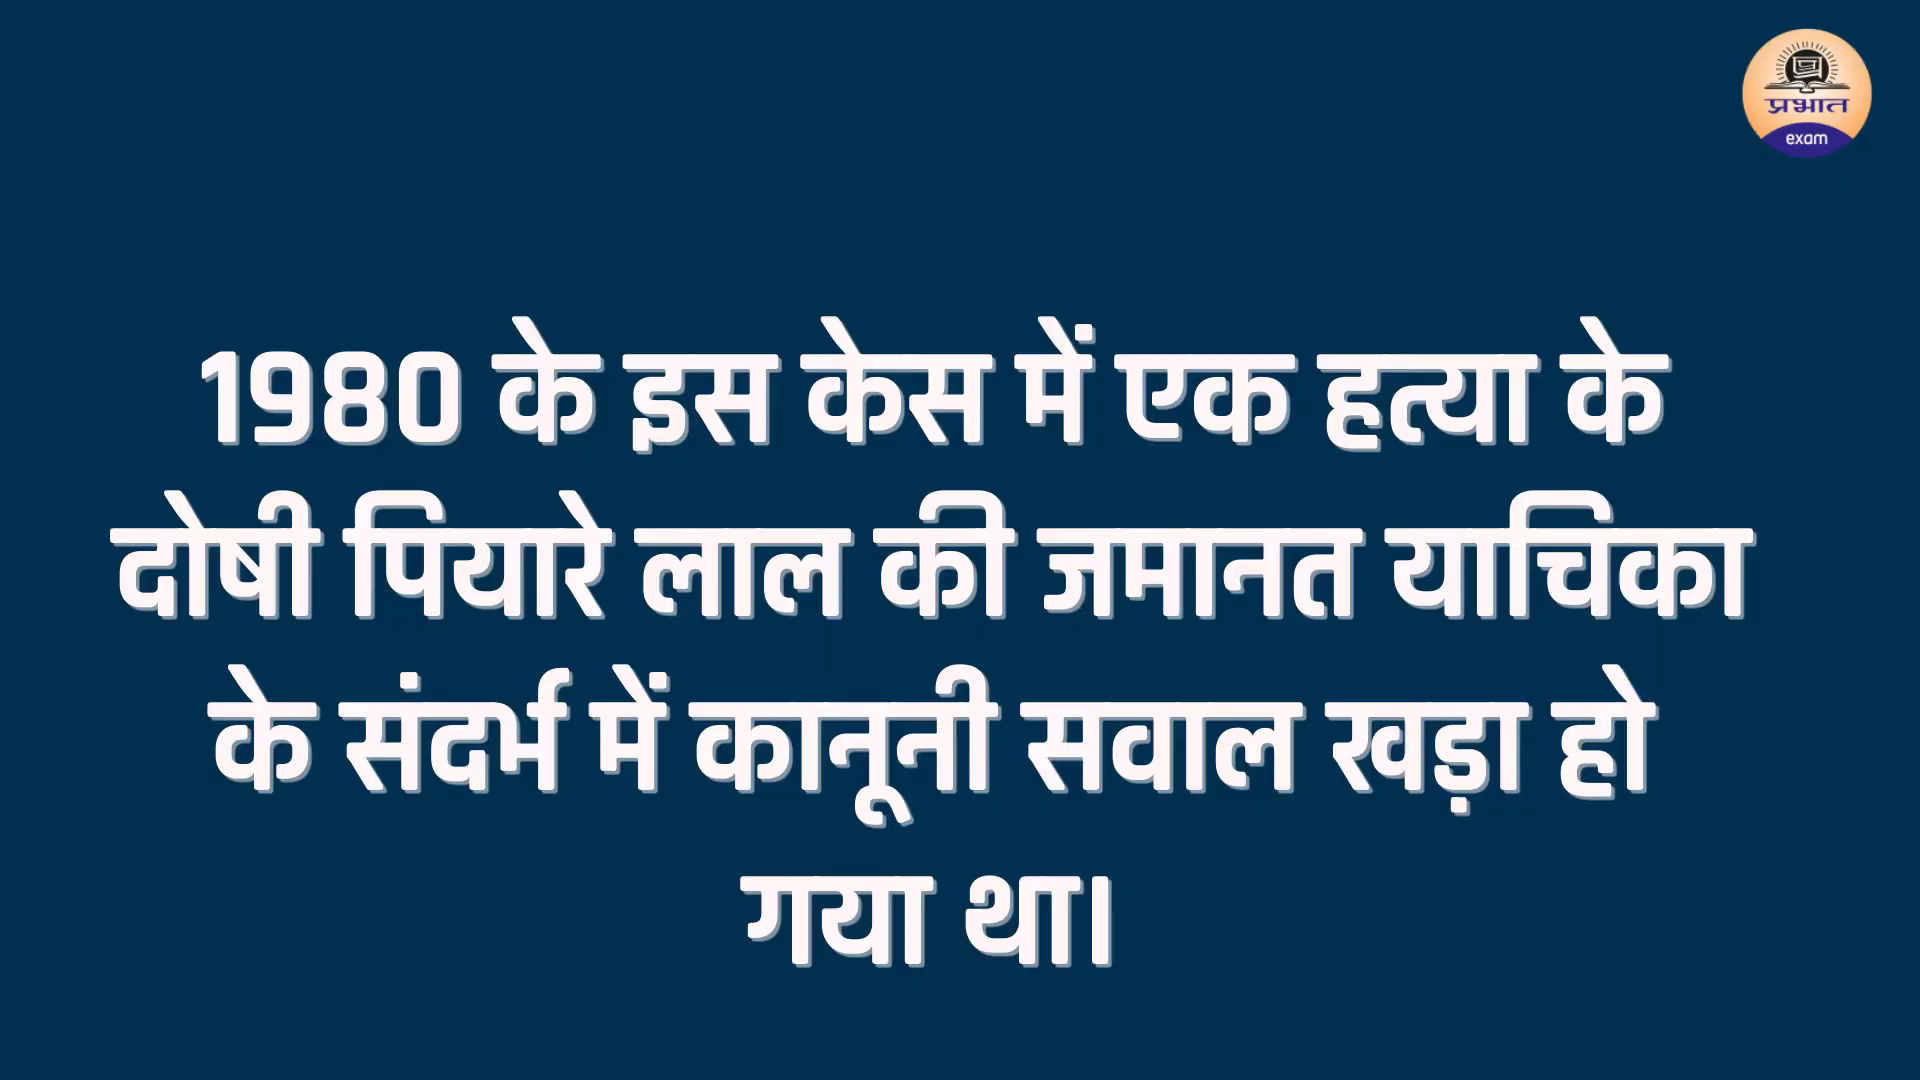 प्रभात
exam
1980 के इस केस में एक हत्या के
दोषी पियारे लाल की जमानत याचिका
के संदर्भ में कानूनी सवाल खड़ा हो
गया था।